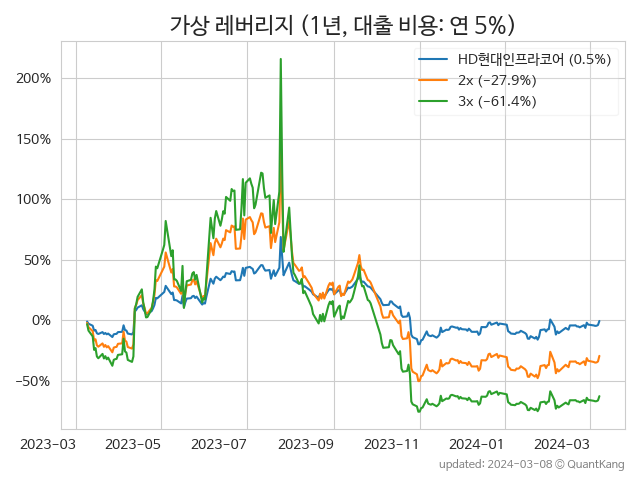 가상 레버리지 (1년, 대출 비용: 연 5%)
HD현대인프라코어 (0.5%)
2x (−27.9%)
3x (−61.4%)
200%
150%
100%
50%
0%
−50%
2023-03
2023-05
2023-07
2023-09
2023-11
2024-01
2024-03
updated: 2024-03-08 © QuantKang